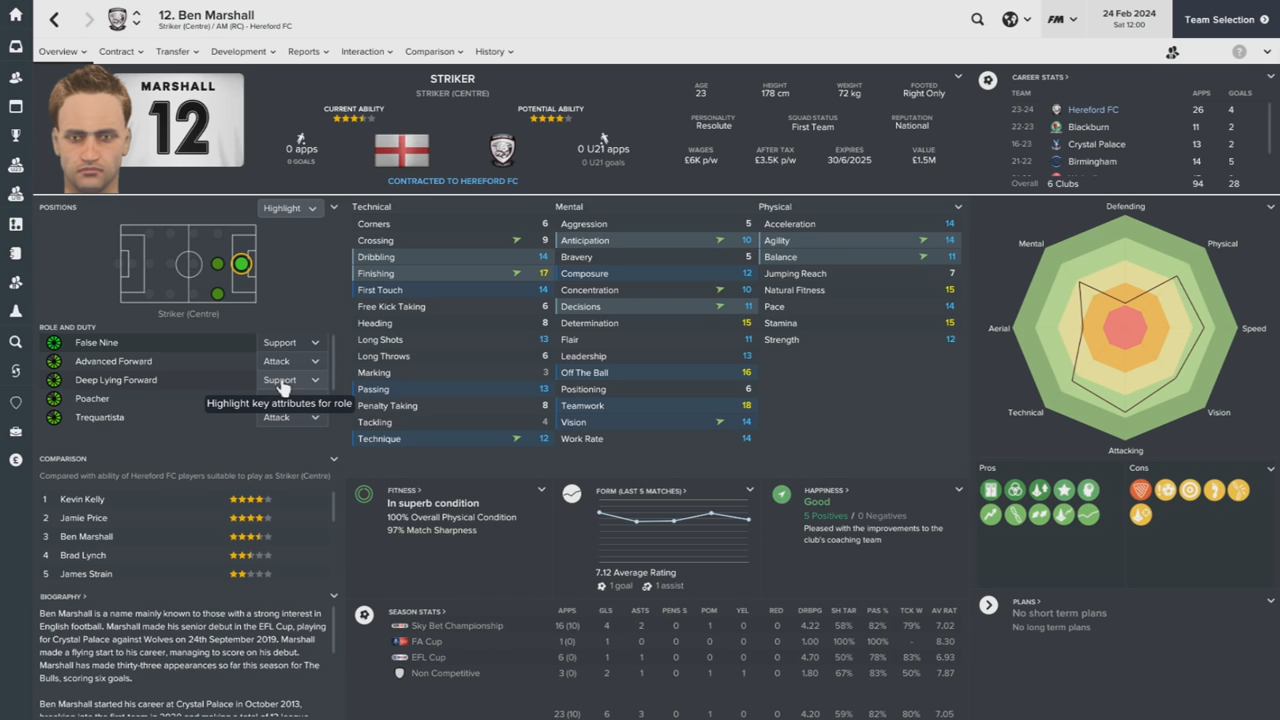 12. Ben Marshall
Striker (Centre) / AM (RC) - Hereford FC
FM
24 Feb 2024
Sat 12:00
Team Selection
Overview
Contract
Transfer
Development
Reports
Interaction
Comparison
History
MARSHALL
12
STRIKER
STRIKER (CENTRE)
CURRENT ABILITY
POTENTIAL ABILITY
0 apps
0 GOALS
0 U21 apps
0 U21 goals
CONTRACTED TO HEREFORD FC
AGE
23
HEIGHT
178 cm
WEIGHT
72 kg
FOOTED
Right Only
PERSONALITY
Resolute
SQUAD STATUS
First Team
REPUTATION
National
WAGES
£6K p/w
AFTER TAX
£3.5K p/w
EXPIRES
30/6/2025
VALUE
£1.5M
CAREER STATS >
TEAM APPS GOALS
23-24 Hereford FC 26 4
22-23 Blackburn 11 2
16-23 Crystal Palace 13 2
21-22 Birmingham 14 5
Overall 6 Clubs 94 28
POSITIONS
Highlight
Striker (Centre)
ROLE AND DUTY
False Nine Support
Advanced Forward Attack
Deep Lying Forward Support
Poacher
Highlight key attributes for role
Trequartista Attack
COMPARISON
Compared with ability of Hereford FC players suitable to play as Striker (Centre)
1 Kevin Kelly
2 Jamie Price
3 Ben Marshall
4 Brad Lynch
5 James Strain
BIOGRAPHY >
Ben Marshall is a name mainly known to those with a strong interest in
English football. Marshall made his senior debut in the EFL Cup, playing
for Crystal Palace against Wolves on 24th September 2019. Marshall
made a flying start to his career, managing to score on his debut.
Marshall has made thirty-three appearances so far this season for The
Bulls, scoring six goals.
Ben Marshall started his career at Crystal Palace in October 2013,
Technical
Corners 6
Crossing 9
Dribbling 14
Finishing 17
First Touch 14
Free Kick Taking 6
Heading 8
Long Shots 13
Long Throws 6
Marking 3
Passing 13
Penalty Taking 8
Tackling 4
Technique 12
Mental
Aggression 5
Anticipation 10
Bravery 5
Composure 12
Concentration 10
Decisions 11
Determination 15
Flair 11
Leadership 13
Off The Ball 16
Positioning 6
Teamwork 18
Vision 14
Work Rate 14
Physical
Acceleration 14
Agility 14
Balance 11
Jumping Reach 7
Natural Fitness 15
Pace 14
Stamina 15
Strength 12
Defending
Physical
Speed
Vision
Attacking
Technical
Aerial
Mental
FITNESS >
In superb condition
100% Overall Physical Condition
97% Match Sharpness
FORM (LAST 5 MATCHES) >
7.12 Average Rating
1 goal 1 assist
HAPPINESS >
Good
5 Positives / 0 Negatives
Pleased with the improvements to the
club's coaching team
Pros
Cons
SEASON STATS > APPS GLS ASTS PENS S POM YEL RED DRBPG SH TAR PAS % TCK W AV RAT
Sky Bet Championship 16 (10) 4 2 0 0 0 0 4.22 58% 82% 79% 7.02
FA Cup 1 (0) 1 0 0 0 0 0 1.00 100% 100% - 8.30
EFL Cup 6 (0) 1 1 0 0 0 0 4.70 50% 78% 83% 6.93
Non Competitive 3 (0) 2 1 0 1 0 0 1.80 67% 83% 50% 7.87
23 (10) 6 3 0 1 0 0 4.20 59% 82% 80% 7.05
PLANS >
No short term plans
No long term plans